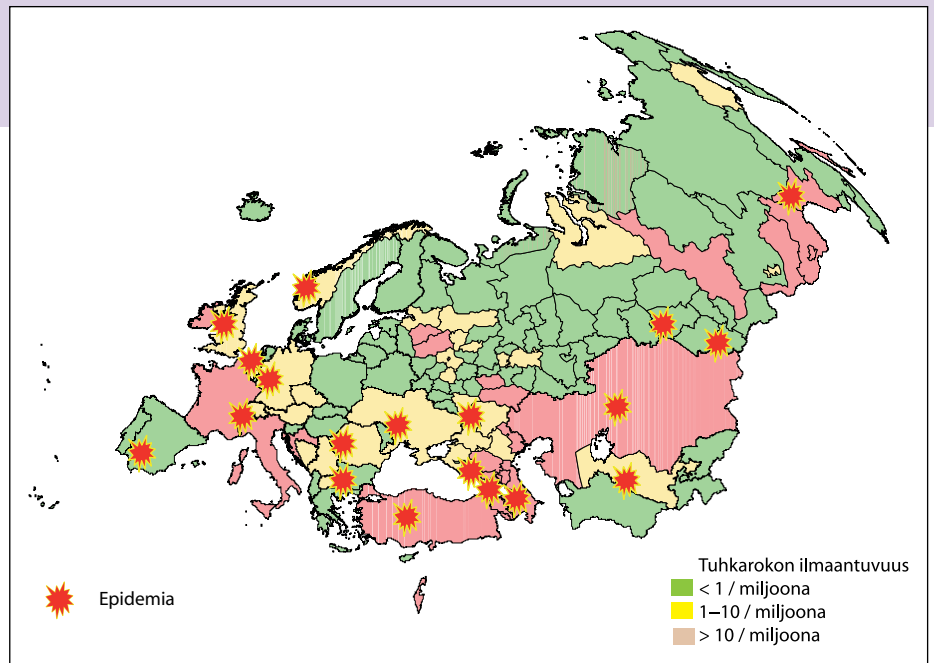 Epidemia
Tuhkarokon ilmaantuvuus
< 1 / miljoona
1–10 / miljoona
> 10 / miljoona